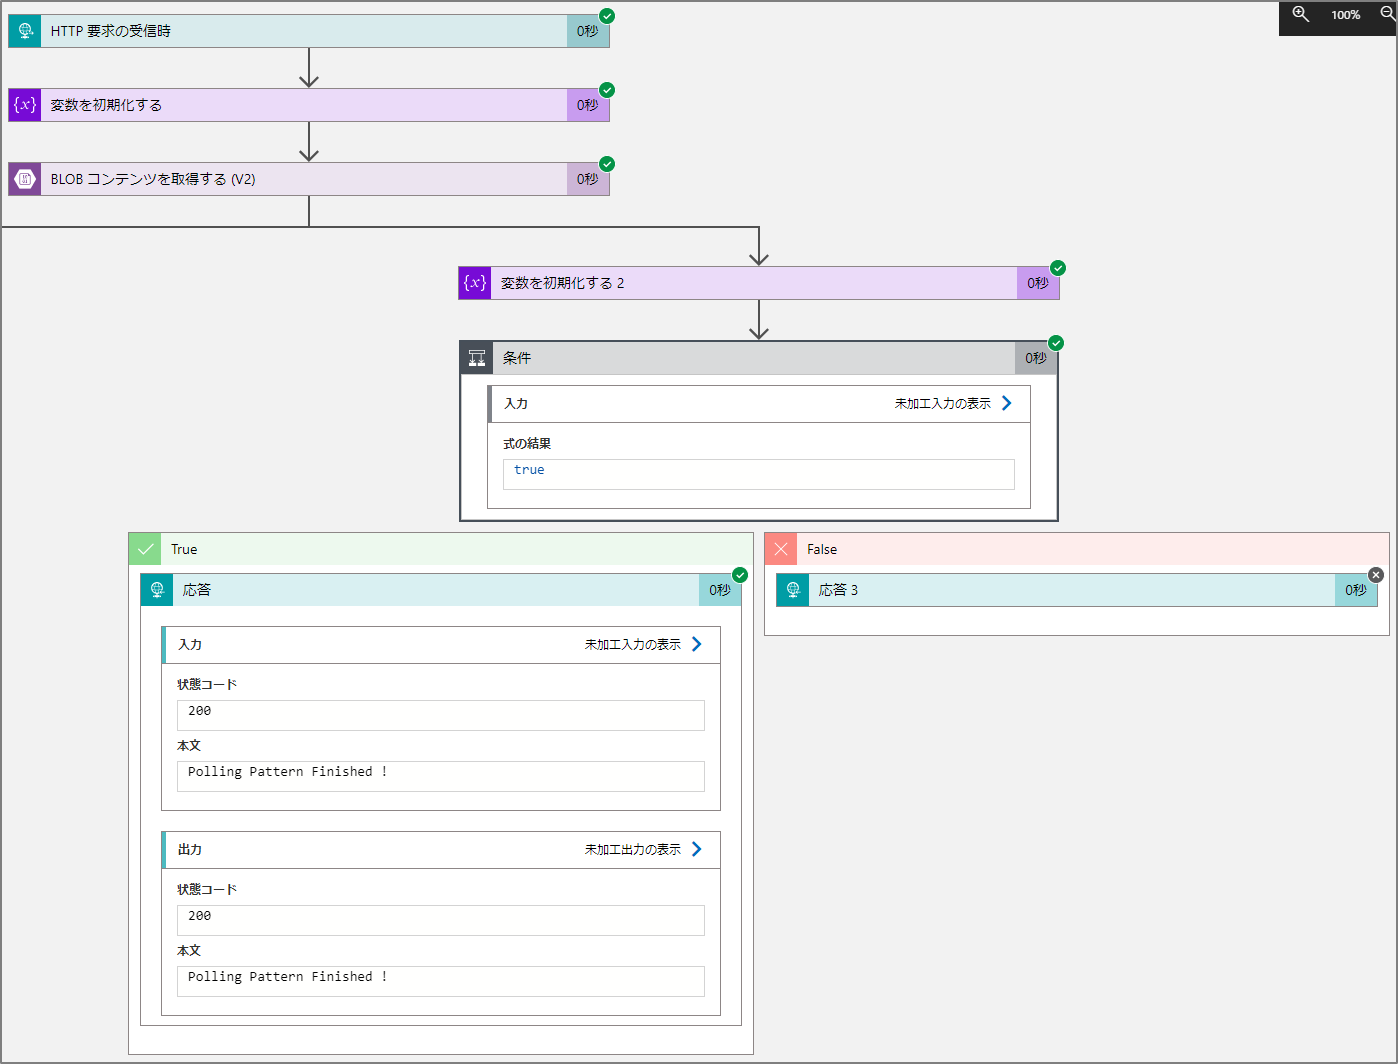 HTTP 要求の受信時
0秒
100%
{x}
変数を初期化する
0秒
BLOB コンテンツを取得する (V2)
0秒
{x}
変数を初期化する 2
0秒
条件
0秒
入力
未加工入力の表示
式の結果
true
True
応答
0秒
入力
未加工入力の表示
状態コード
200
本文
Polling Pattern Finished !
出力
未加工出力の表示
状態コード
200
本文
Polling Pattern Finished !
False
応答 3
0秒